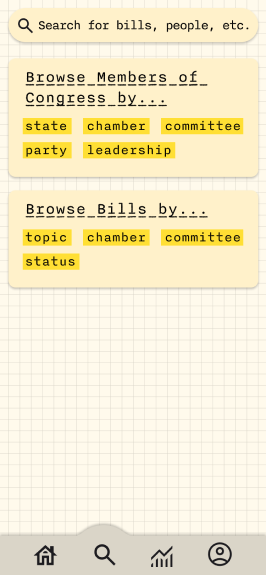 Search for bills, people, etc.
Browse Members of
Congress by...
state chamber committee
party leadership
Browse Bills by...
topic chamber committee
status